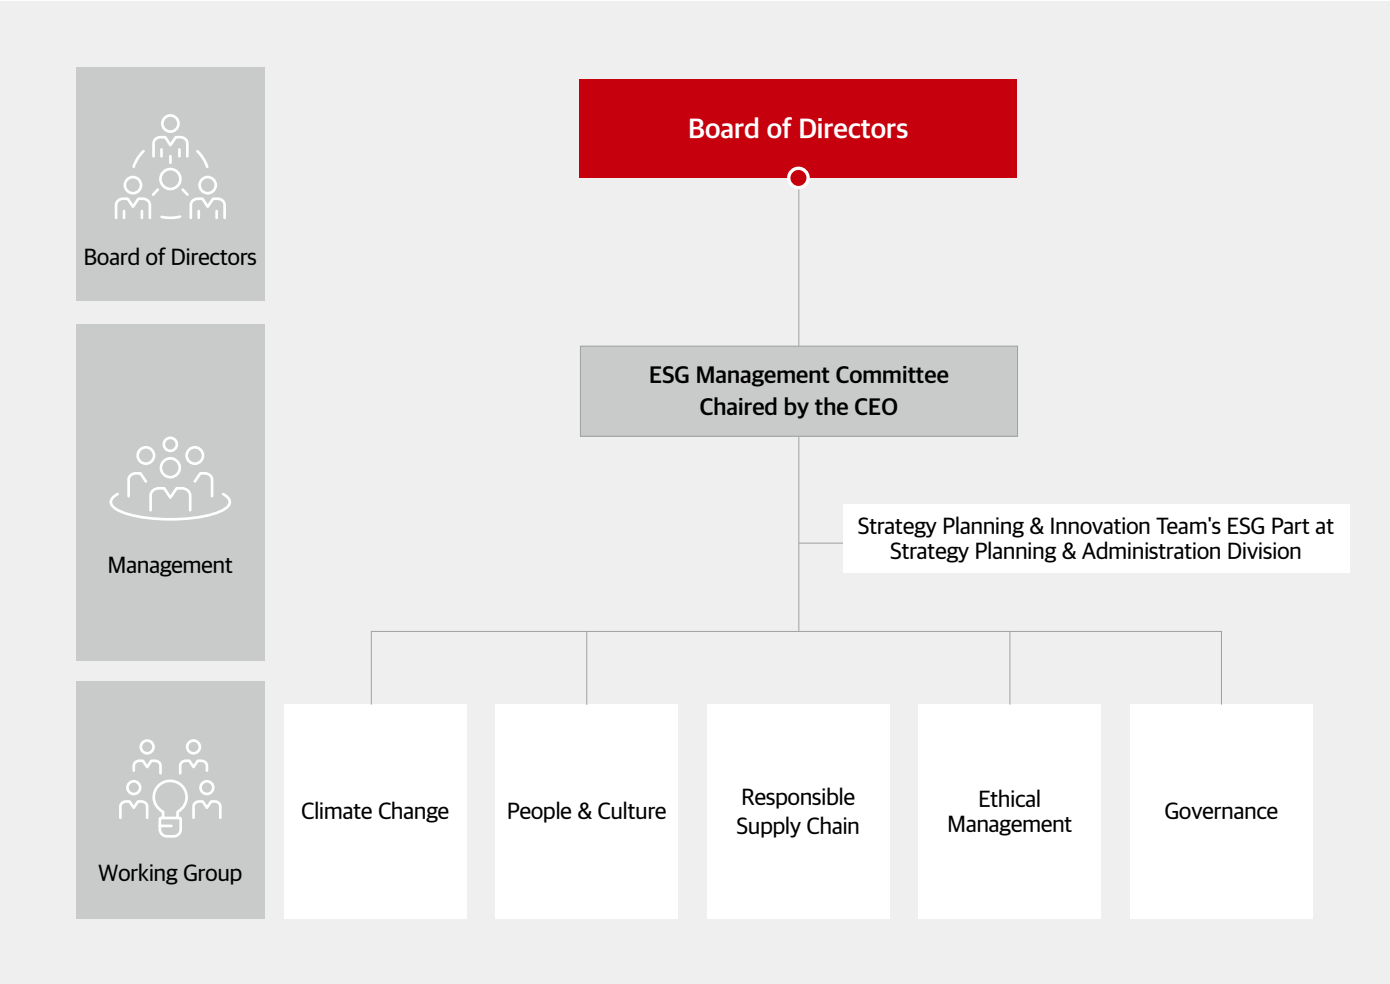 Board of Directors
Board of Directors
ESG Management Committee
Chaired by the CEO
Management
Strategy Planning & Innovation Team's ESG Part at
Strategy Planning & Administration Division
Working Group
Climate Change
People & Culture
Responsible
Supply Chain
Ethical
Management
Governance